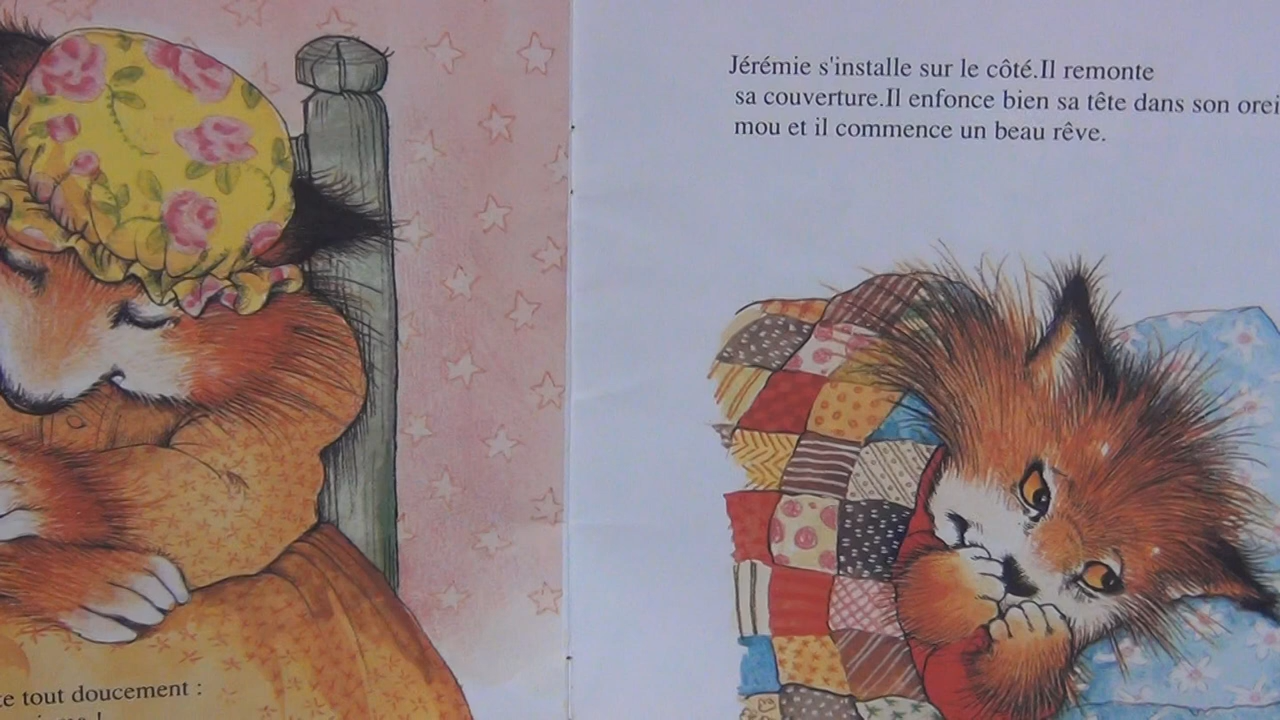 te tout doucement :
!
Jérémie s'installe sur le côté.Il remonte
sa couverture.Il enfonce bien sa tête dans son orei
mou et il commence un beau rêve.